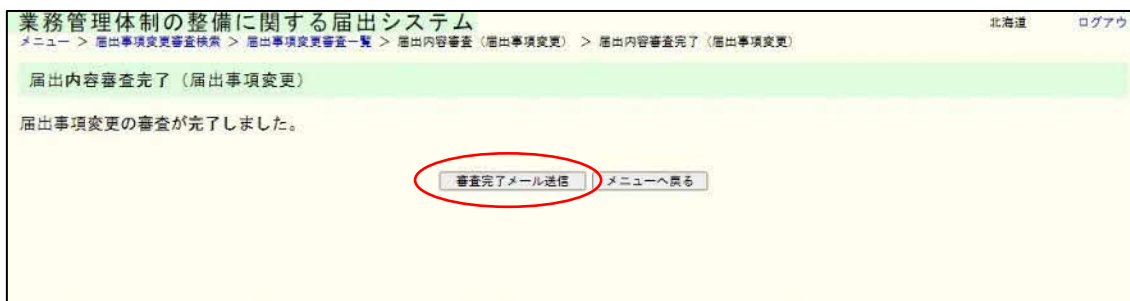 業務管理体制の整備に関する届出システム
北海道 ログアウ
メニュー > 届出事項変更審査検索 > 届出事項変更審査一覧 > 届出内容審査（届出事項変更） > 届出内容審査完了（届出事項変更）
届出内容審査完了（届出事項変更）
届出事項変更の審査が完了しました。
審査完了メール送信 メニューへ戻る